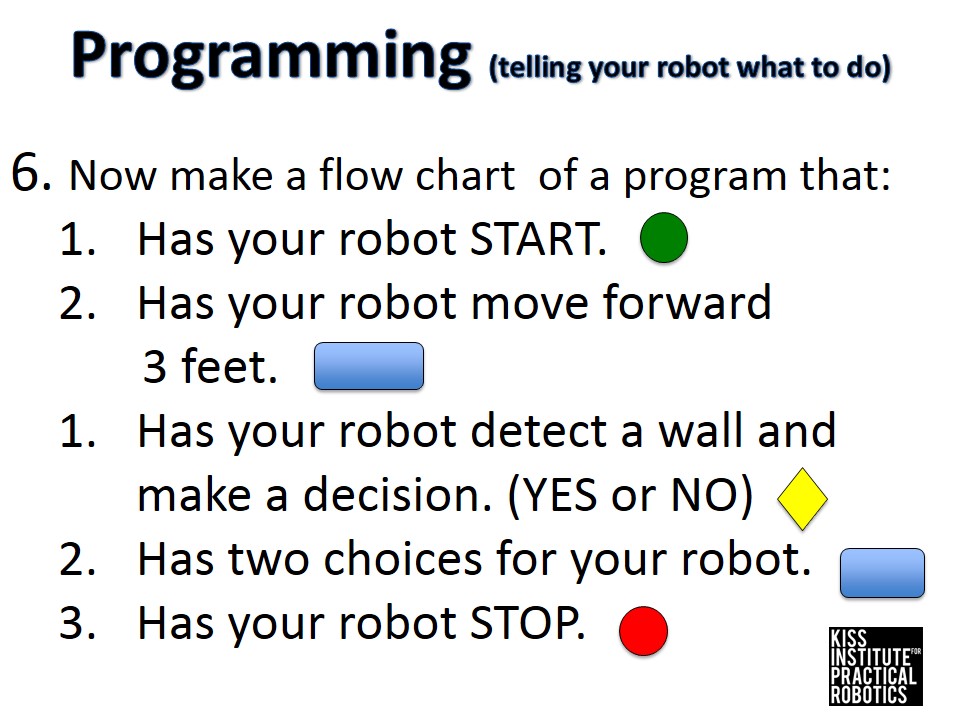 Programming (telling your robot what to do)
6. Now make a flow chart of a program that:
1. Has your robot START.
2. Has your robot move forward
3 feet.
1. Has your robot detect a wall and
make a decision. (YES or NO)
2. Has two choices for your robot.
3. Has your robot STOP.
KISS
INSTITUTE FOR
PRACTICAL
ROBOTICS